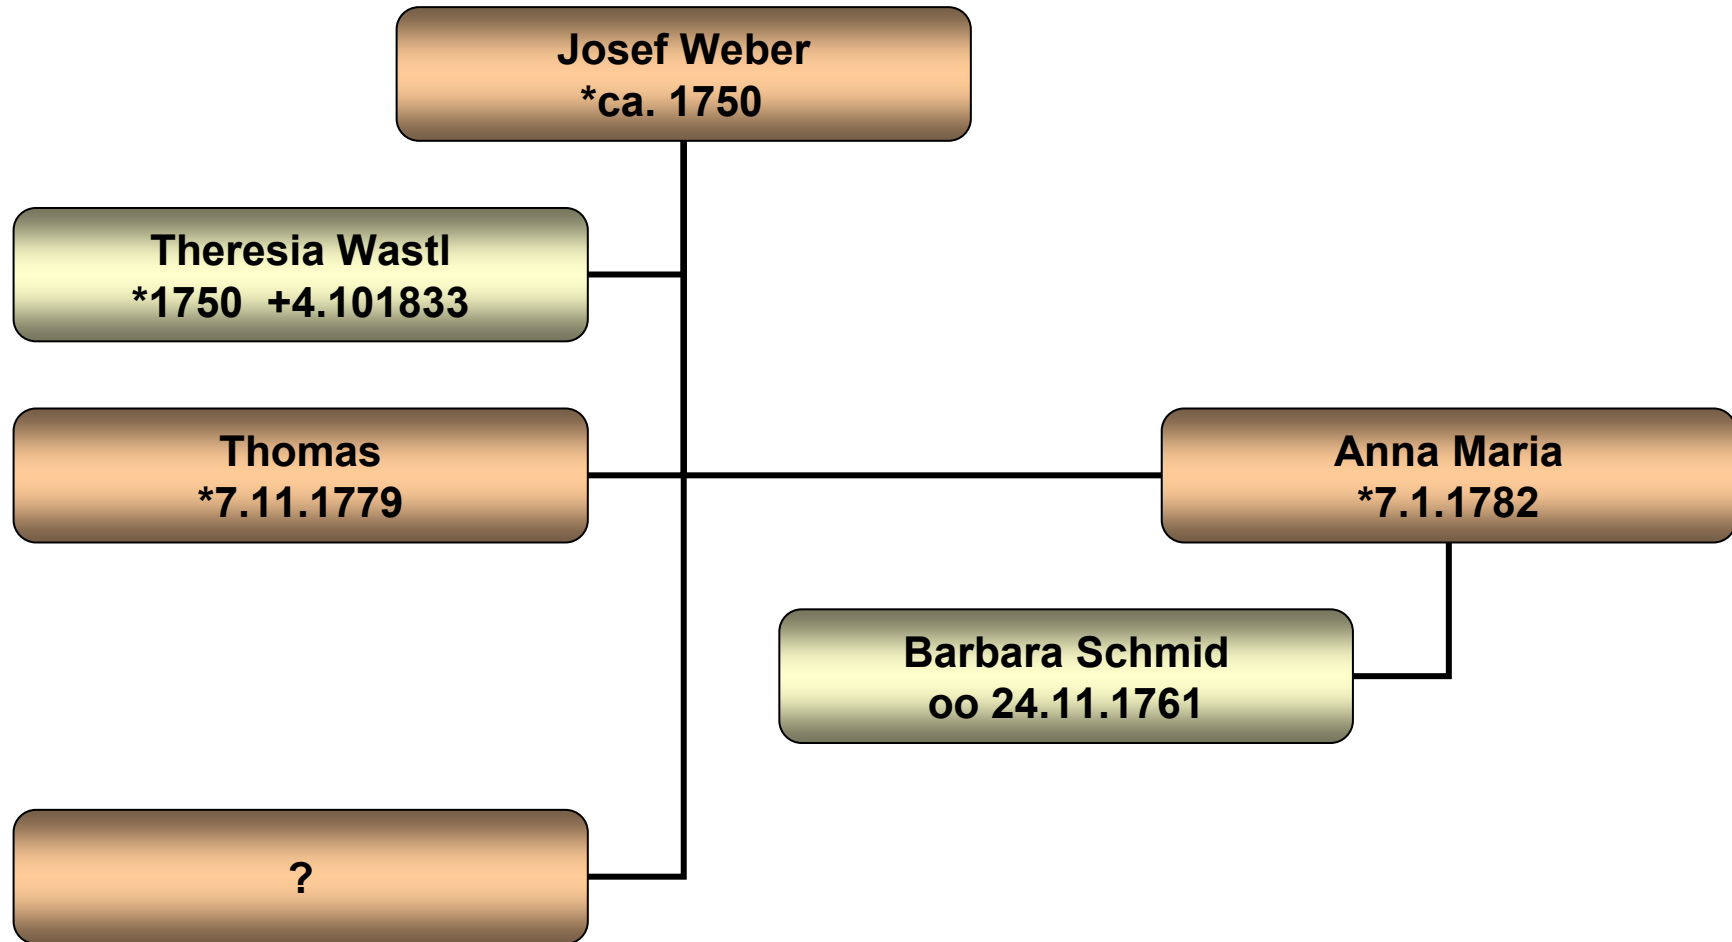 Josef Weber
*ca. 1750
Theresia Wastl
*1750  +4.101833
Thomas
*7.11.1779
Anna Maria
*7.1.1782
Barbara Schmid
oo 24.11.1761
?